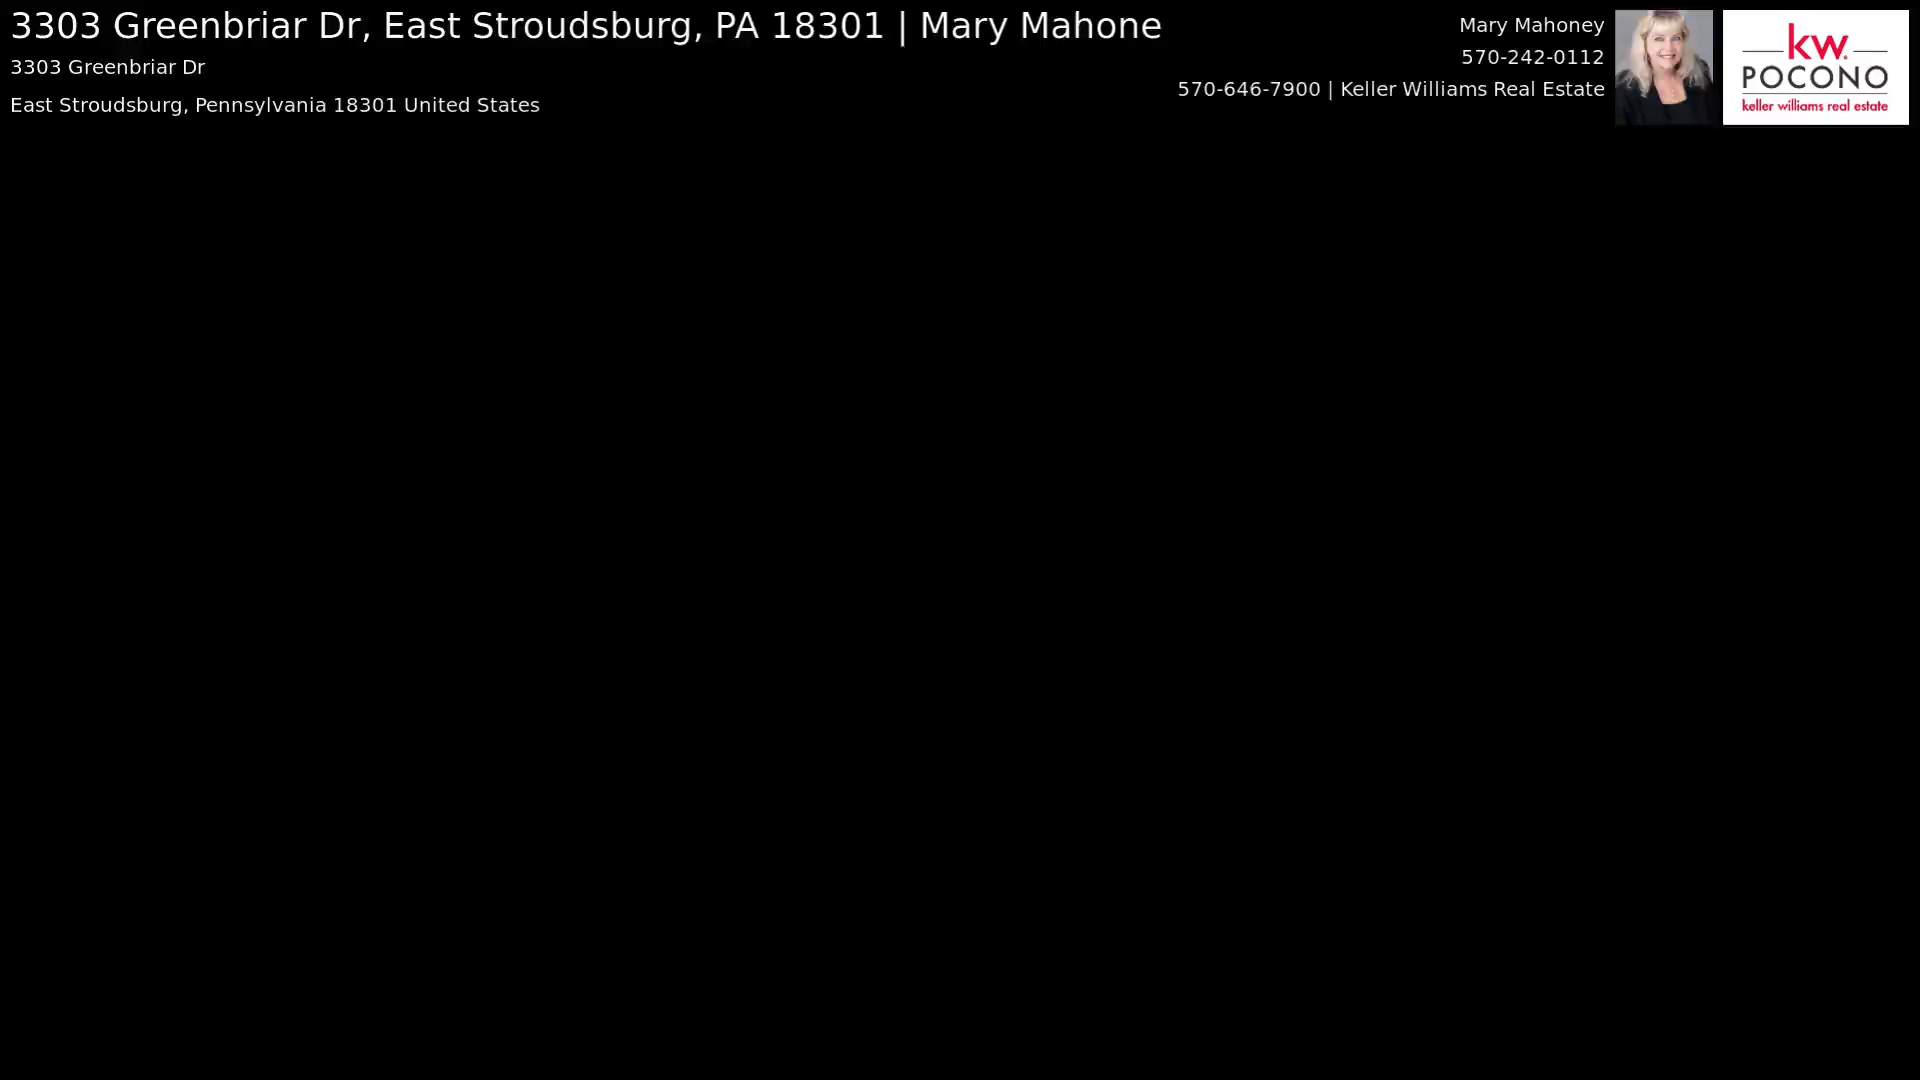 3303 Greenbriar Dr, East Stroudsburg, PA 18301 | Mary Mahone
3303 Greenbriar Dr
East Stroudsburg, Pennsylvania 18301 United States
Mary Mahoney
570-242-0112
570-646-7900 | Keller Williams Real Estate
kw.
POCONO
keller williams real estate